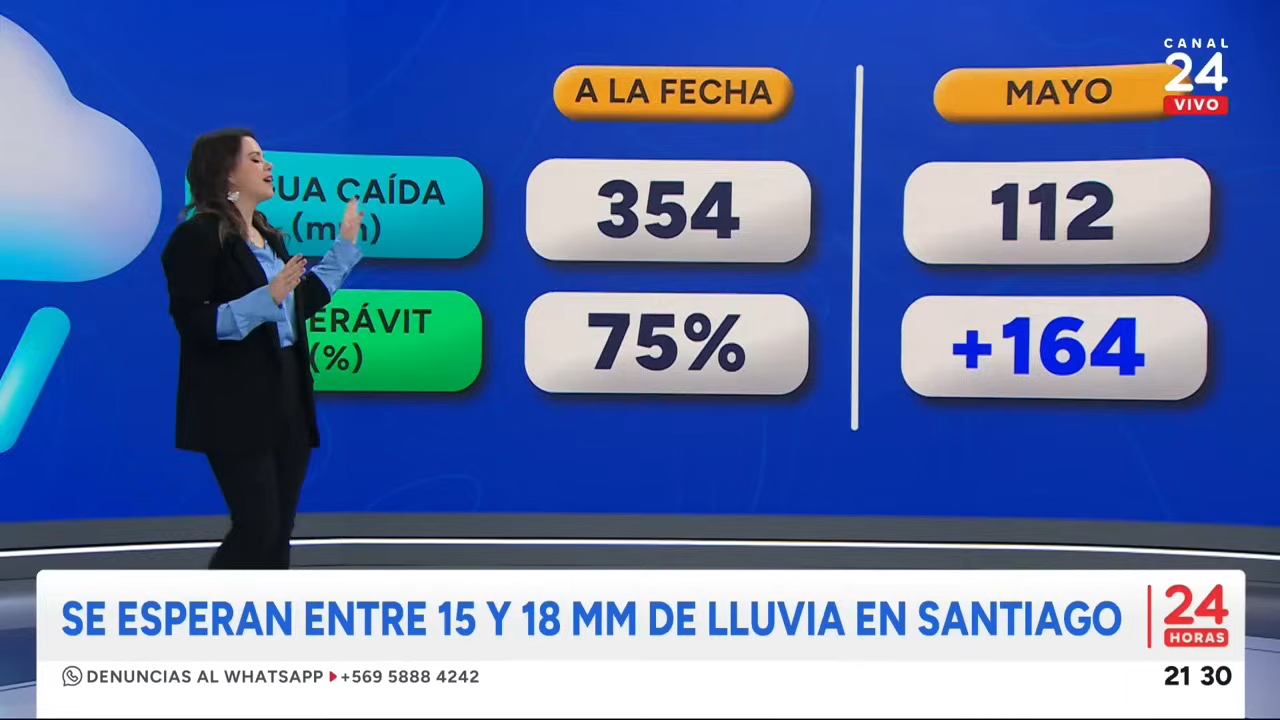 CANAL
24
VIVO
A LA FECHA
MAYO
UA CAÍDA
(mm)
354
112
ERÁVIT
(%)
75%
+164
SE ESPERAN ENTRE 15 Y 18 MM DE LLUVIA EN SANTIAGO
24
HORAS
DENUNCIAS AL WHATSAPP +569 5888 4242
21 30